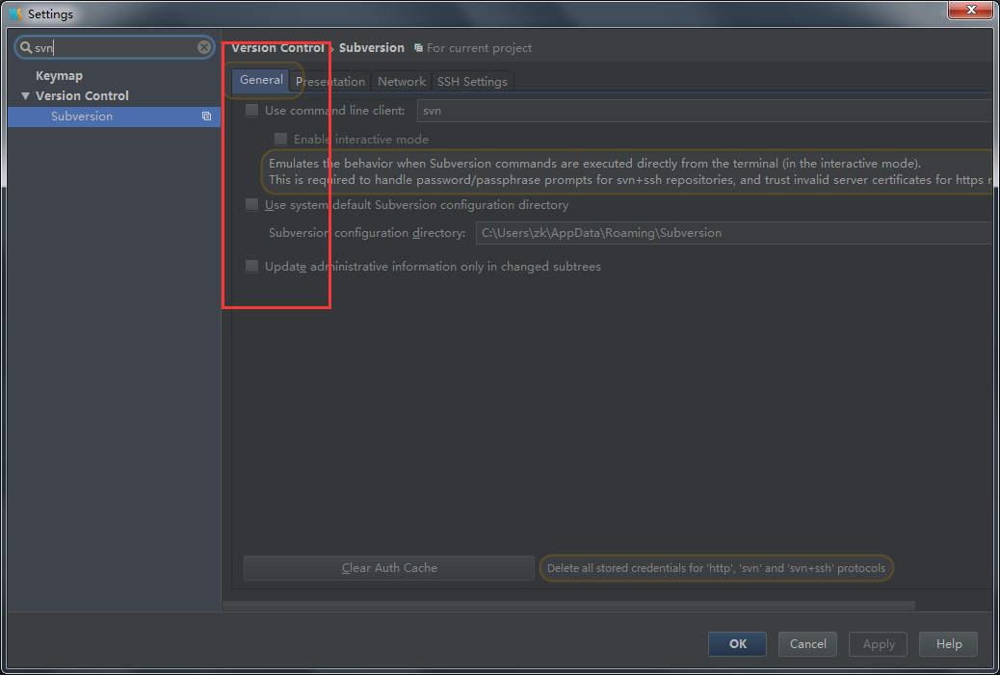 Settings
svn
Keymap
Version Control
Subversion
Version Control › Subversion For current project
General Presentation Network SSH Settings
Use command line client: svn
Enable interactive mode
Emulates the behavior when Subversion commands are executed directly from the terminal (in the interactive mode).
This is required to handle password/passphrase prompts for svn+ssh repositories, and trust invalid server certificates for https r
Use system default Subversion configuration directory
Subversion configuration directory: C:\Users\zk\AppData\Roaming\Subversion
Update administrative information only in changed subtrees
Clear Auth Cache Delete all stored credentials for 'http', 'svn' and 'svn+ssh' protocols
OK Cancel Apply Help